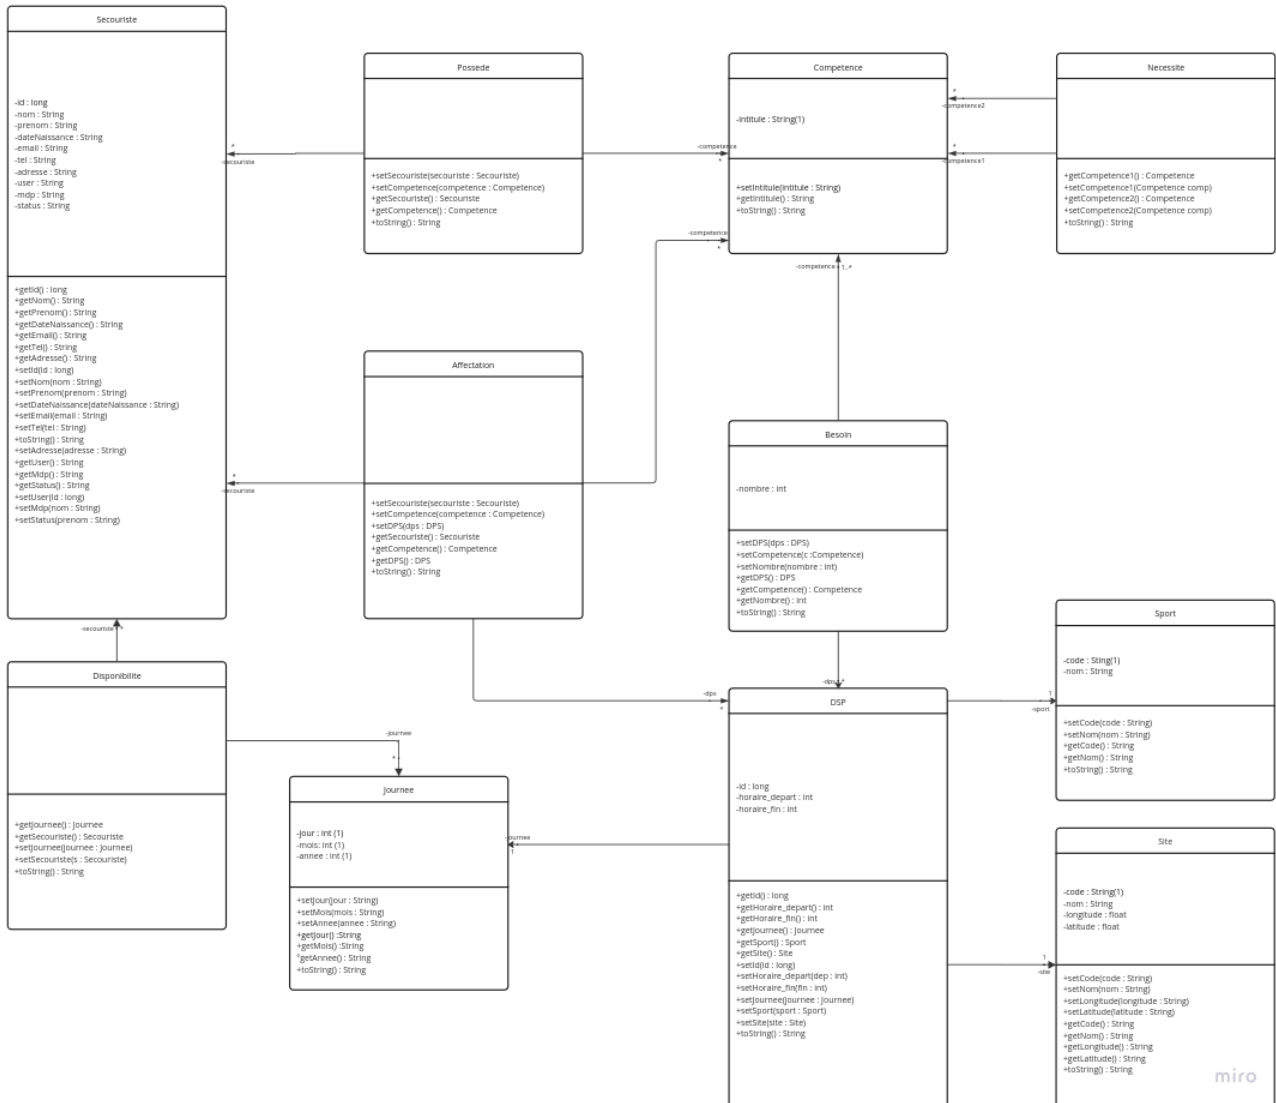 Secouriste
-id : long
-nom : String
-prenom : String
-dateNaissance : String
-email : String
-tel : String
-adresse : String
-user : String
-mdp : String
-status : String
+getId() : long
+getNom() : String
+getPrenom() : String
+getDateNaissance() : String
+getEmail() : String
+getTel() : String
+getAdresse() : String
+setId(id : long)
+setNom(nom : String)
+setPrenom(prenom : String)
+setDateNaissance(dateNaissance : String)
+setEmail(email : String)
+setTel(tel : String)
+toString() : String
+setAdresse(adresse : String)
+getUser() : String
+getMdp() : String
+getStatus() : String
+setUser(id : long)
+setMdp(nom : String)
+setStatus(prenom : String)
Possede
+setSecouriste(secouriste : Secouriste)
+setCompetence(competence : Competence)
+getSecouriste() : Secouriste
+getCompetence() : Competence
+toString() : String
*
-secouriste
-competence
*
Competence
-intitule : String(1)
+setIntitule(intitule : String)
+getIntitule() : String
+toString() : String
Necessite
+getCompetence1() : Competence
+setCompetence1(Competence comp)
+getCompetence2() : Competence
+setCompetence2(Competence comp)
+toString() : String
*
-competence2
*
-competence1
-competence
*
-competence
1..*
Affectation
+setSecouriste(secouriste : Secouriste)
+setCompetence(competence : Competence)
+setDPS(dps : DPS)
+getSecouriste() : Secouriste
+getCompetence() : Competence
+getDPS() : DPS
+toString() : String
*
-secouriste
Besoin
-nombre : int
+setDPS(dps : DPS)
+setCompetence(c :Competence)
+setNombre(nombre : int)
+getDPS() : DPS
+getCompetence() : Competence
+getNombre() : int
+toString() : String
-secouriste
*
Disponibilite
+getJournee() : Journee
+getSecouriste() : Secouriste
+setJournee(Journee : Journee)
+setSecouriste(s : Secouriste)
+toString() : String
-journee
*
Journee
-jour : int (1)
-mois: int (1)
-annee : int (1)
+setJour(jour : String)
+setMois(mois : String)
+setAnnee(annee : String)
+getJour() :String
+getMois() :String
°getAnnee() : String
+toString() : String
-journee
1
-dps
*
-dps
*
DSP
-id : long
-horaire_depart : int
-horaire_fin : int
+getId() : long
+getHoraire_depart() : int
+getHoraire_fin() : int
+getJournee() : Journee
+getSport() : Sport
+getSite() : Site
+setId(id : long)
+setHoraire_depart(dep : int)
+setHoraire_fin(fin : int)
+setJournee(Journee : Journee)
+setSport(sport : Sport)
+setSite(site : Site)
+toString() : String
1
-sport
Sport
-code : Sting(1)
-nom : String
+setCode(code : String)
+setNom(nom : String)
+getCode() : String
+getNom() : String
+toString() : String
1
-site
Site
-code : String(1)
-nom : String
-longitude : float
-latitude : float
+setCode(code : String)
+setNom(nom : String)
+setLongitude(longitude : String)
+setLatitude(latitude : String)
+getCode() : String
+getNom() : String
+getLongitude() : String
+getLatitude() : String
+toString() : String
miro